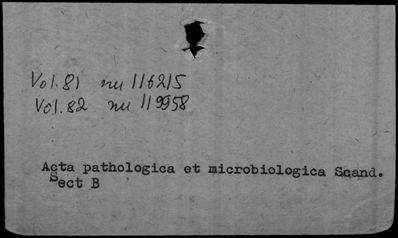 Vol. 81 nu 116215
Vol. 82 nu 119958
Acta pathologica et microbiologica Scand.
Sect B